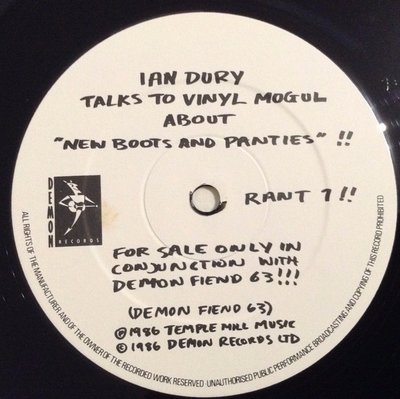 IAN DURY
TALKS TO VINYL MOGUL
ABOUT
"NEW BOOTS AND PANTIES" !!
DEMON
RECORDS
RANT 1!!
FOR SALE ONLY IN
CONJUNCTION WITH
DEMON FIEND 63!!!
(DEMON FIEND 63)
℗1986 TEMPLE MILL MUSIC
©1986 DEMON RECORDS LTD
ALL RIGHTS OF THE MANUFACTURER AND OF THE OWNER OF THE RECORDED WORK RESERVED · UNAUTHORISED PUBLIC PERFORMANCE BROADCASTING AND COPYING OF THIS RECORD PROHIBITED